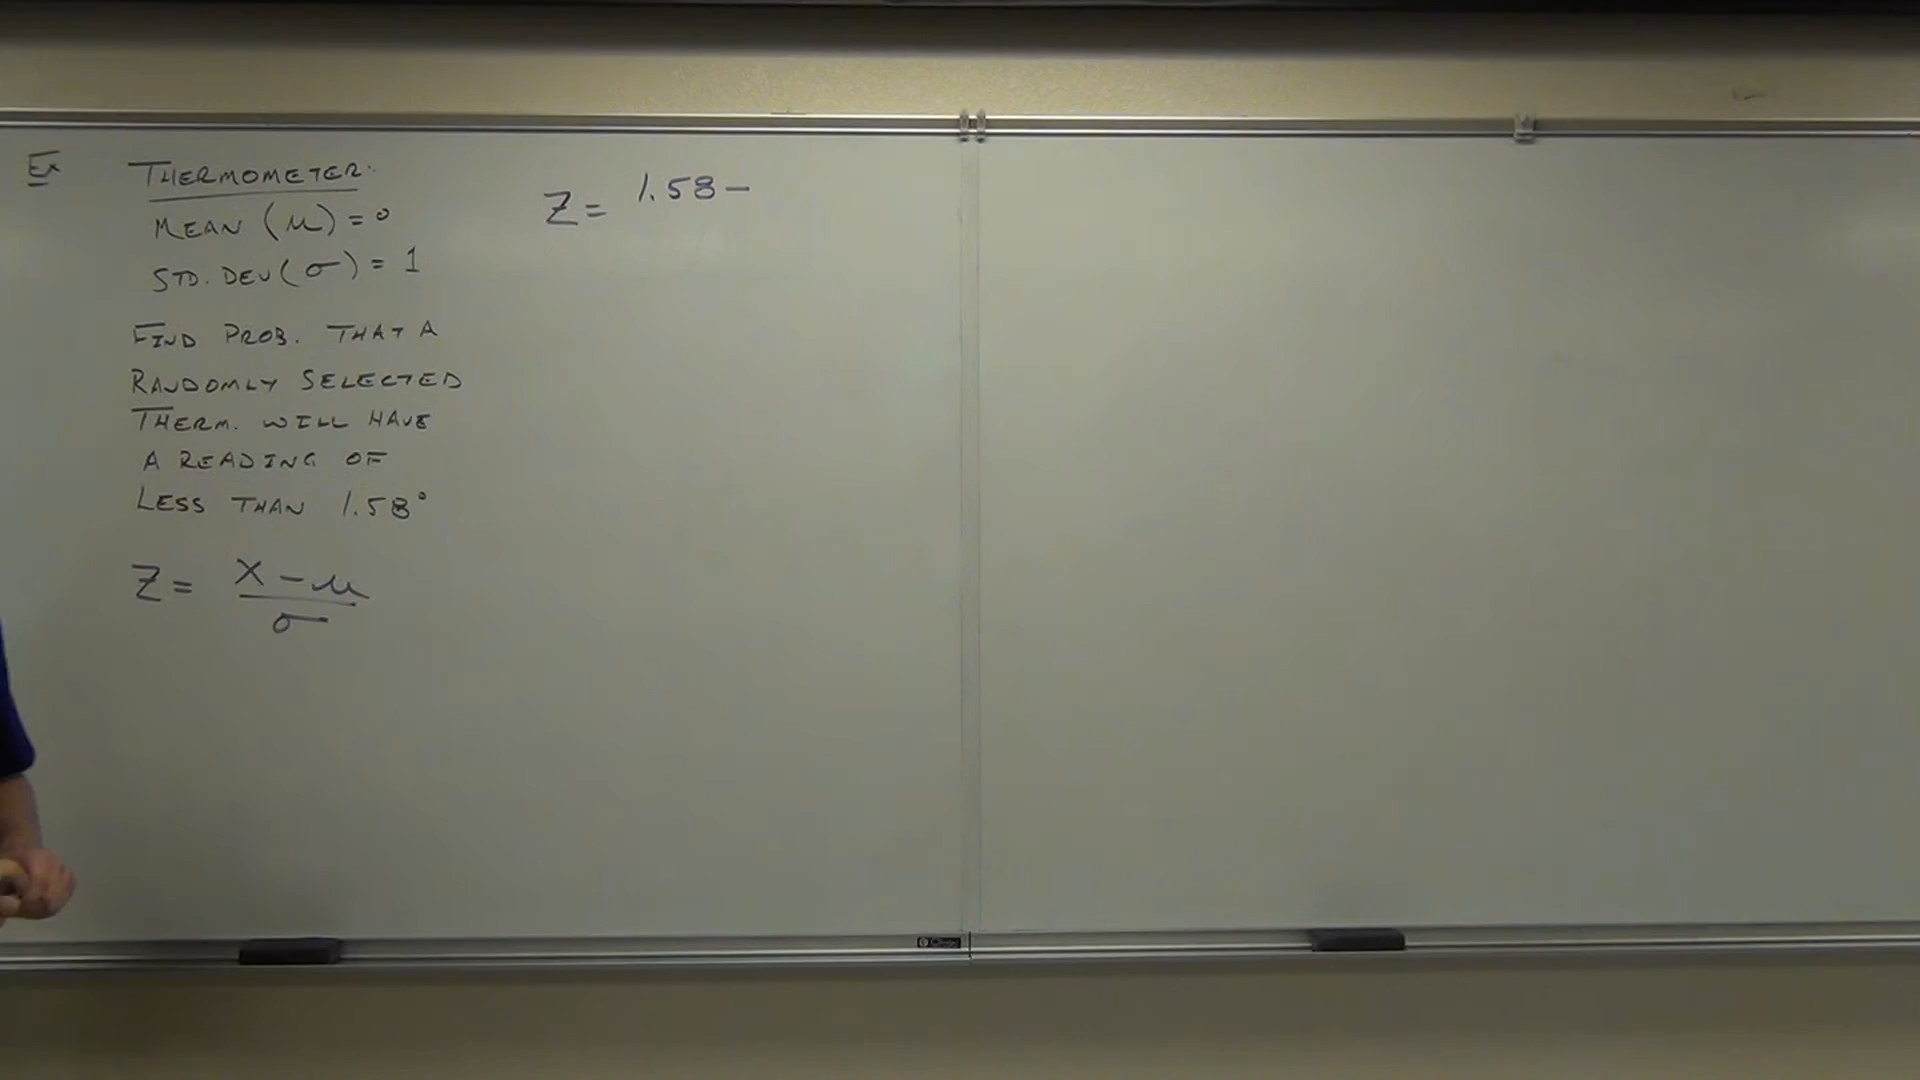 Ex
THERMOMETER.
MEAN (μ) = 0
STD. DEV (σ) = 1
FIND PROB. THAT A
RANDOMLY SELECTED
THERM. WILL HAVE
A READING OF
LESS THAN 1.58°
Z = X - μ
σ
Z = 1.58 -